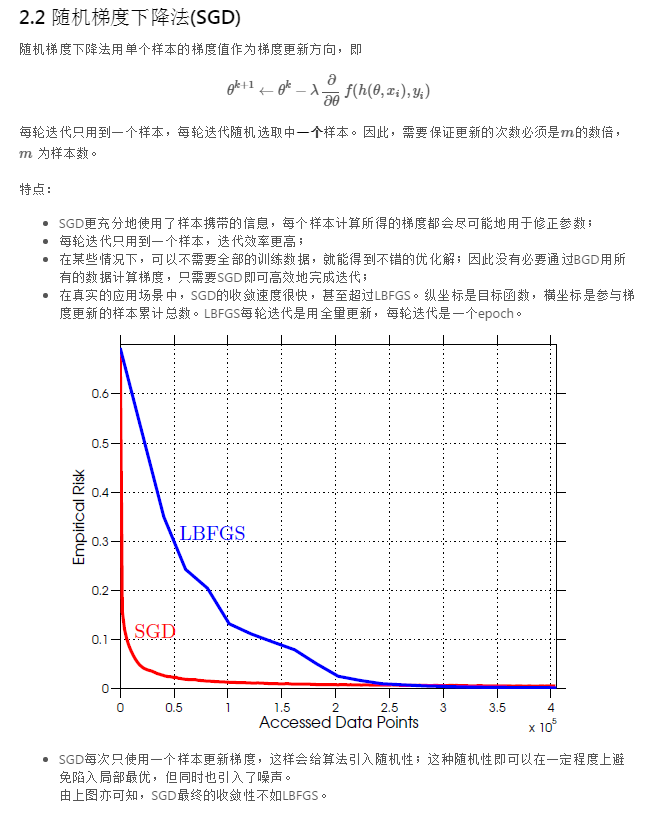 2.2 随机梯度下降法(SGD)
随机梯度下降法用单个样本的梯度值作为梯度更新方向，即
θ^{k+1} ← θ^k − λ ∂/∂θ f(h(θ, x_i), y_i)
每轮迭代只用到一个样本，每轮迭代随机选取中一个样本。因此，需要保证更新的次数必须是m的数倍，
m 为样本数。
特点：
• SGD更充分地使用了样本携带的信息，每个样本计算所得的梯度都会尽可能地用于修正参数；
• 每轮迭代只用到一个样本，迭代效率更高；
• 在某些情况下，可以不需要全部的训练数据，就能得到不错的优化解；因此没有必要通过BGD用所
有的数据计算梯度，只需要SGD即可高效地完成迭代；
• 在真实的应用场景中，SGD的收敛速度很快，甚至超过LBFGS。纵坐标是目标函数，横坐标是参与梯
度更新的样本累计总数。LBFGS每轮迭代是用全量更新，每轮迭代是一个epoch。
0.6
0.5
0.4
0.3
0.2
0.1
0
Empirical Risk
LBFGS
SGD
0 0.5 1 1.5 2 2.5 3 3.5 4
Accessed Data Points
x 10^5
• SGD每次只使用一个样本更新梯度，这样会给算法引入随机性；这种随机性即可以在一定程度上避
免陷入局部最优，但同时也引入了噪声。
由上图亦可知，SGD最终的收敛性不如LBFGS。